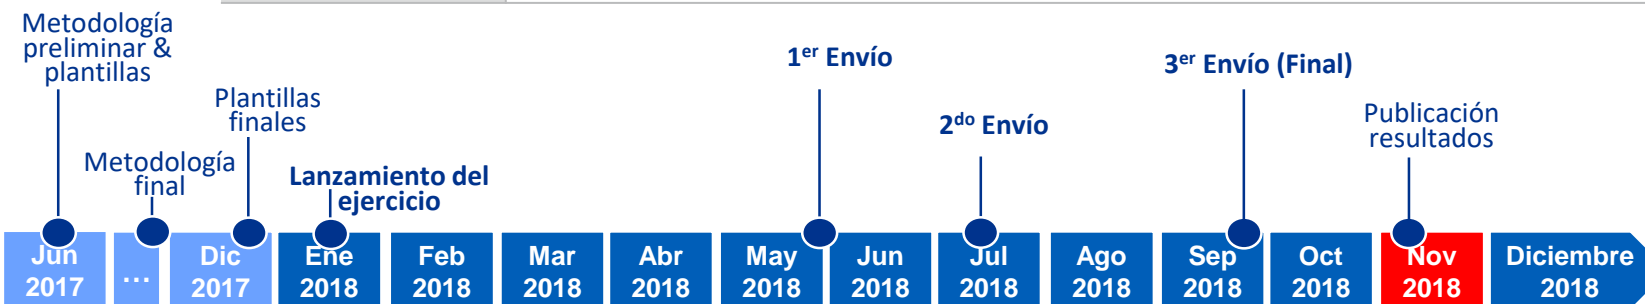 Metodología
preliminar &
plantillas
Metodología
final
Plantillas
finales
Lanzamiento del
ejercicio
1er Envío
2do Envío
3er Envío (Final)
Publicación
resultados
Jun
2017
...
Dic
2017
Ene
2018
Feb
2018
Mar
2018
Abr
2018
May
2018
Jun
2018
Jul
2018
Ago
2018
Sep
2018
Oct
2018
Nov
2018
Diciembre
2018